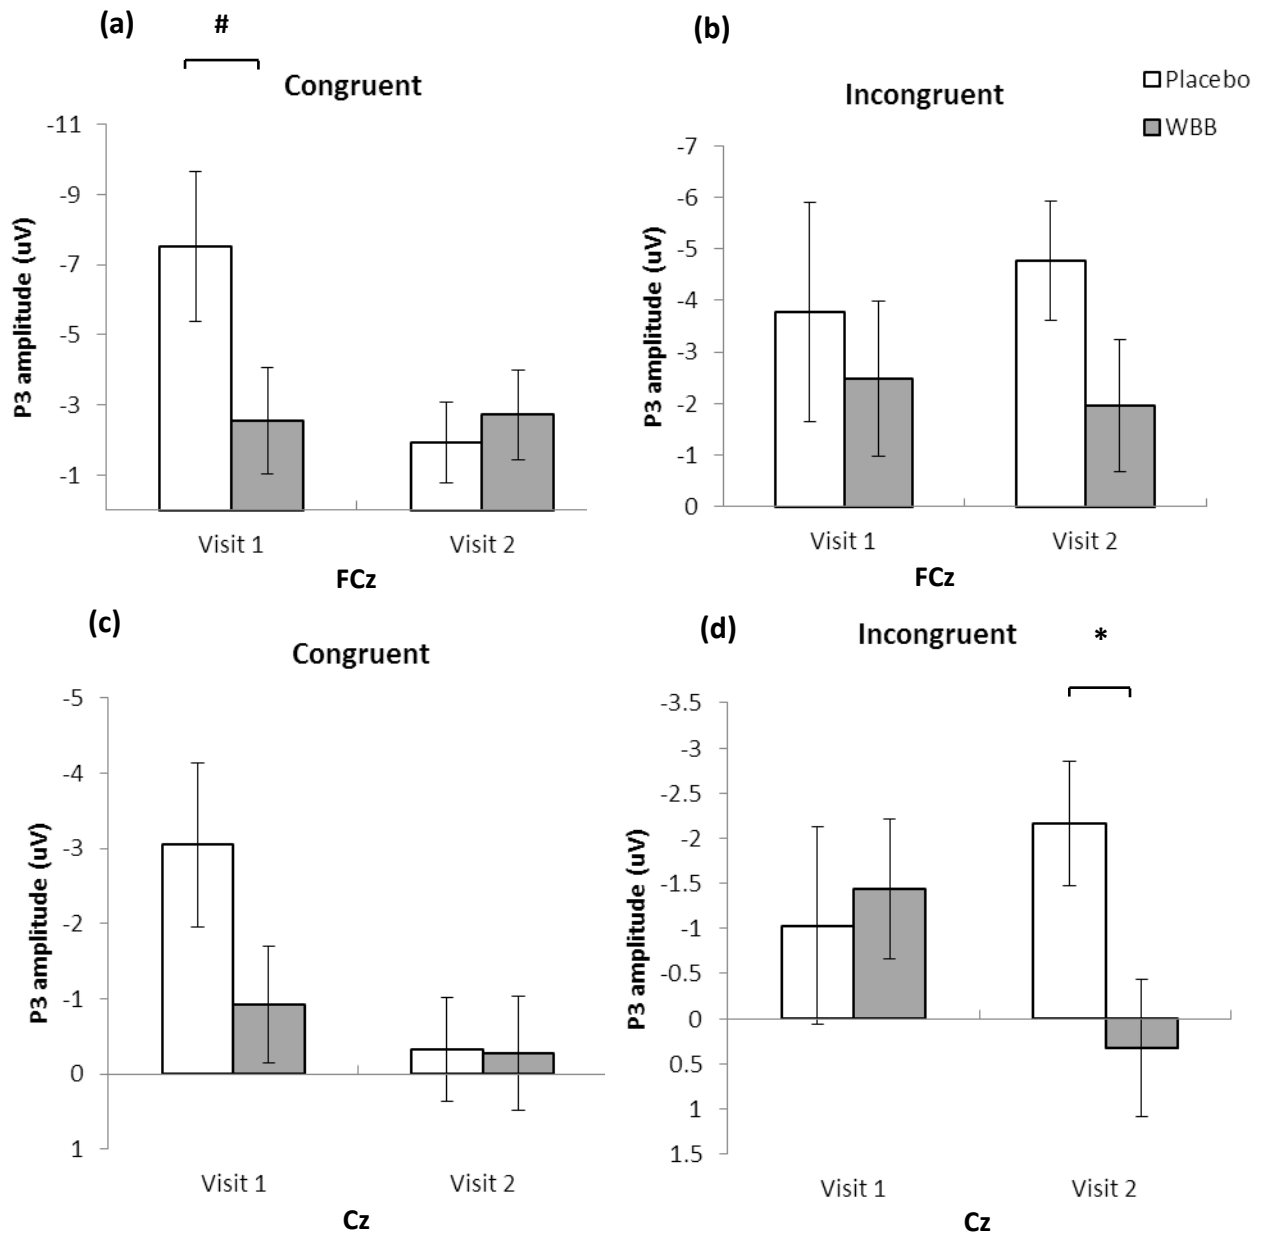 (a)
#
Congruent
P3 amplitude (uV)
-11
-9
-7
-5
-3
-1
Visit 1
Visit 2
FCz
(b)
Incongruent
Placebo
WBB
P3 amplitude (uV)
-7
-6
-5
-4
-3
-2
-1
0
Visit 1
Visit 2
FCz
(c)
Congruent
P3 amplitude (uV)
-5
-4
-3
-2
-1
0
1
Visit 1
Visit 2
Cz
(d)
Incongruent
*
P3 amplitude (uV)
-3.5
-3
-2.5
-2
-1.5
-1
-0.5
0
0.5
1
1.5
Visit 1
Visit 2
Cz